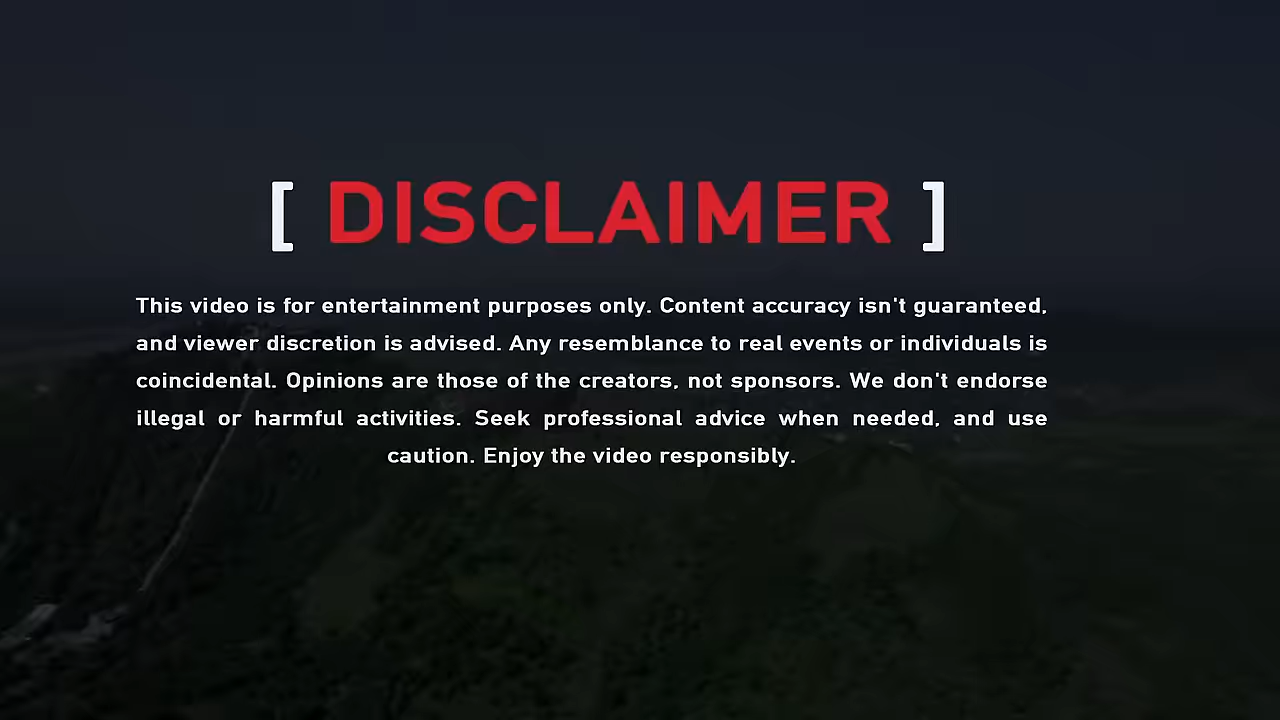 [ DISCLAIMER ]
This video is for entertainment purposes only. Content accuracy isn't guaranteed,
and viewer discretion is advised. Any resemblance to real events or individuals is
coincidental. Opinions are those of the creators, not sponsors. We don't endorse
illegal or harmful activities. Seek professional advice when needed, and use
caution. Enjoy the video responsibly.